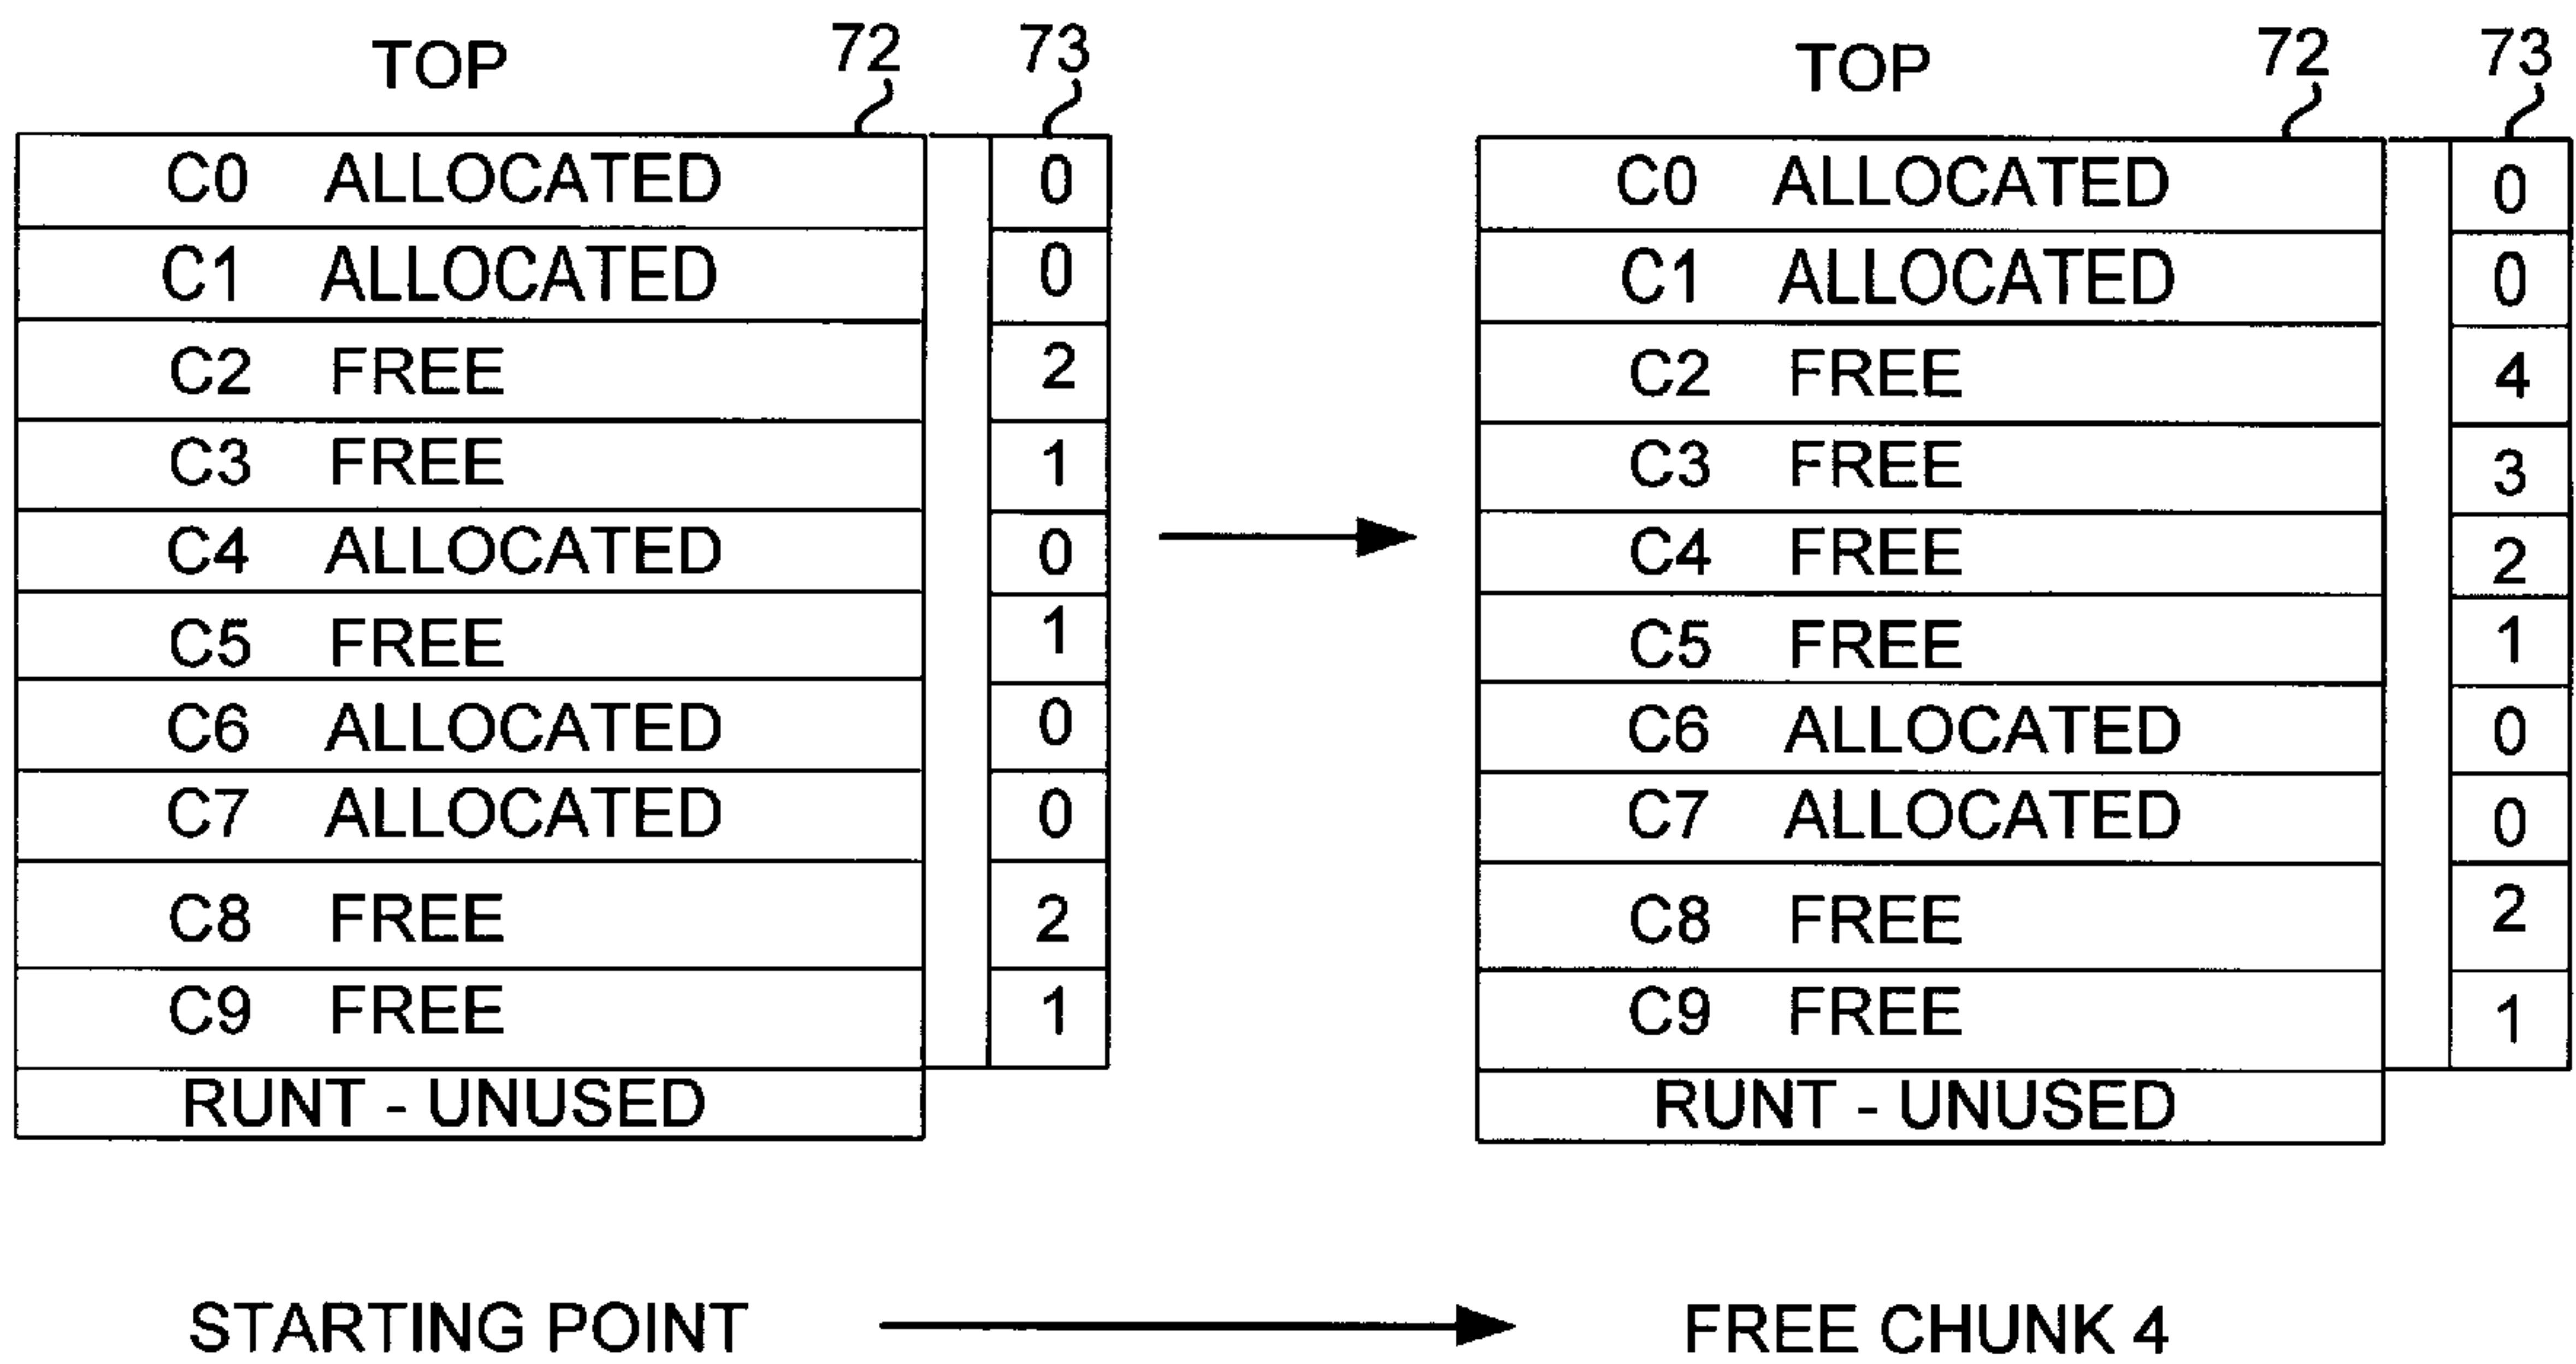 TOP 72 73
C0 ALLOCATED 0
C1 ALLOCATED 0
C2 FREE 2
C3 FREE 1
C4 ALLOCATED 0
C5 FREE 1
C6 ALLOCATED 0
C7 ALLOCATED 0
C8 FREE 2
C9 FREE 1
RUNT - UNUSED
TOP 72 73
C0 ALLOCATED 0
C1 ALLOCATED 0
C2 FREE 4
C3 FREE 3
C4 FREE 2
C5 FREE 1
C6 ALLOCATED 0
C7 ALLOCATED 0
C8 FREE 2
C9 FREE 1
RUNT - UNUSED
STARTING POINT FREE CHUNK 4